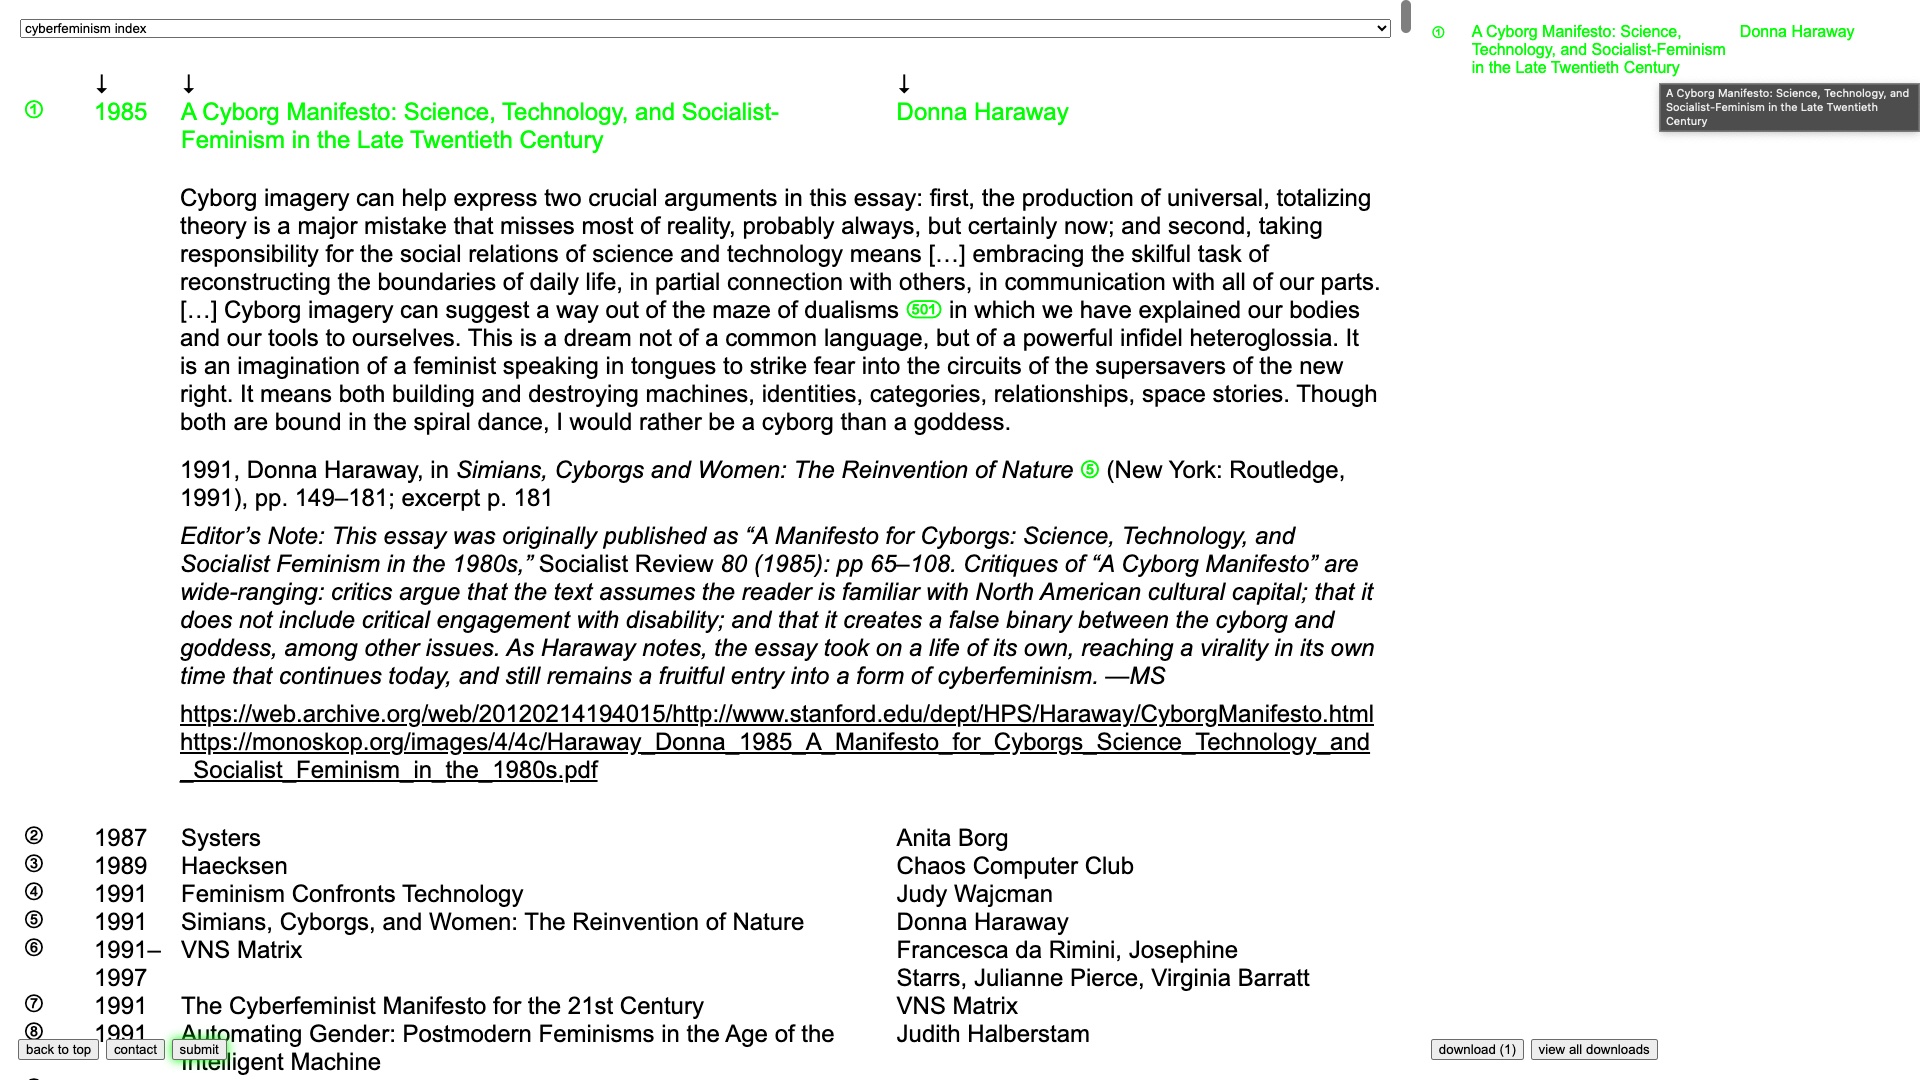 cyberfeminism index
↓ ↓ ↓
① 1985 A Cyborg Manifesto: Science, Technology, and Socialist- Donna Haraway
Feminism in the Late Twentieth Century
Cyborg imagery can help express two crucial arguments in this essay: first, the production of universal, totalizing
theory is a major mistake that misses most of reality, probably always, but certainly now; and second, taking
responsibility for the social relations of science and technology means […] embracing the skilful task of
reconstructing the boundaries of daily life, in partial connection with others, in communication with all of our parts.
[…] Cyborg imagery can suggest a way out of the maze of dualisms 501 in which we have explained our bodies
and our tools to ourselves. This is a dream not of a common language, but of a powerful infidel heteroglossia. It
is an imagination of a feminist speaking in tongues to strike fear into the circuits of the supersavers of the new
right. It means both building and destroying machines, identities, categories, relationships, space stories. Though
both are bound in the spiral dance, I would rather be a cyborg than a goddess.
1991, Donna Haraway, in Simians, Cyborgs and Women: The Reinvention of Nature ⑤ (New York: Routledge,
1991), pp. 149–181; excerpt p. 181
Editor’s Note: This essay was originally published as “A Manifesto for Cyborgs: Science, Technology, and
Socialist Feminism in the 1980s,” Socialist Review 80 (1985): pp 65–108. Critiques of “A Cyborg Manifesto” are
wide-ranging: critics argue that the text assumes the reader is familiar with North American cultural capital; that it
does not include critical engagement with disability; and that it creates a false binary between the cyborg and
goddess, among other issues. As Haraway notes, the essay took on a life of its own, reaching a virality in its own
time that continues today, and still remains a fruitful entry into a form of cyberfeminism. —MS
https://web.archive.org/web/20120214194015/http://www.stanford.edu/dept/HPS/Haraway/CyborgManifesto.html
https://monoskop.org/images/4/4c/Haraway_Donna_1985_A_Manifesto_for_Cyborgs_Science_Technology_and
_Socialist_Feminism_in_the_1980s.pdf
② 1987 Systers Anita Borg
③ 1989 Haecksen Chaos Computer Club
④ 1991 Feminism Confronts Technology Judy Wajcman
⑤ 1991 Simians, Cyborgs, and Women: The Reinvention of Nature Donna Haraway
⑥ 1991– VNS Matrix Francesca da Rimini, Josephine
1997 Starrs, Julianne Pierce, Virginia Barratt
⑦ 1991 The Cyberfeminist Manifesto for the 21st Century VNS Matrix
⑧ 1991 Automating Gender: Postmodern Feminisms in the Age of the Judith Halberstam
Intelligent Machine
back to top contact submit
① A Cyborg Manifesto: Science, Donna Haraway
Technology, and Socialist-Feminism
in the Late Twentieth Century
A Cyborg Manifesto: Science, Technology, and
Socialist-Feminism in the Late Twentieth
Century
download (1) view all downloads